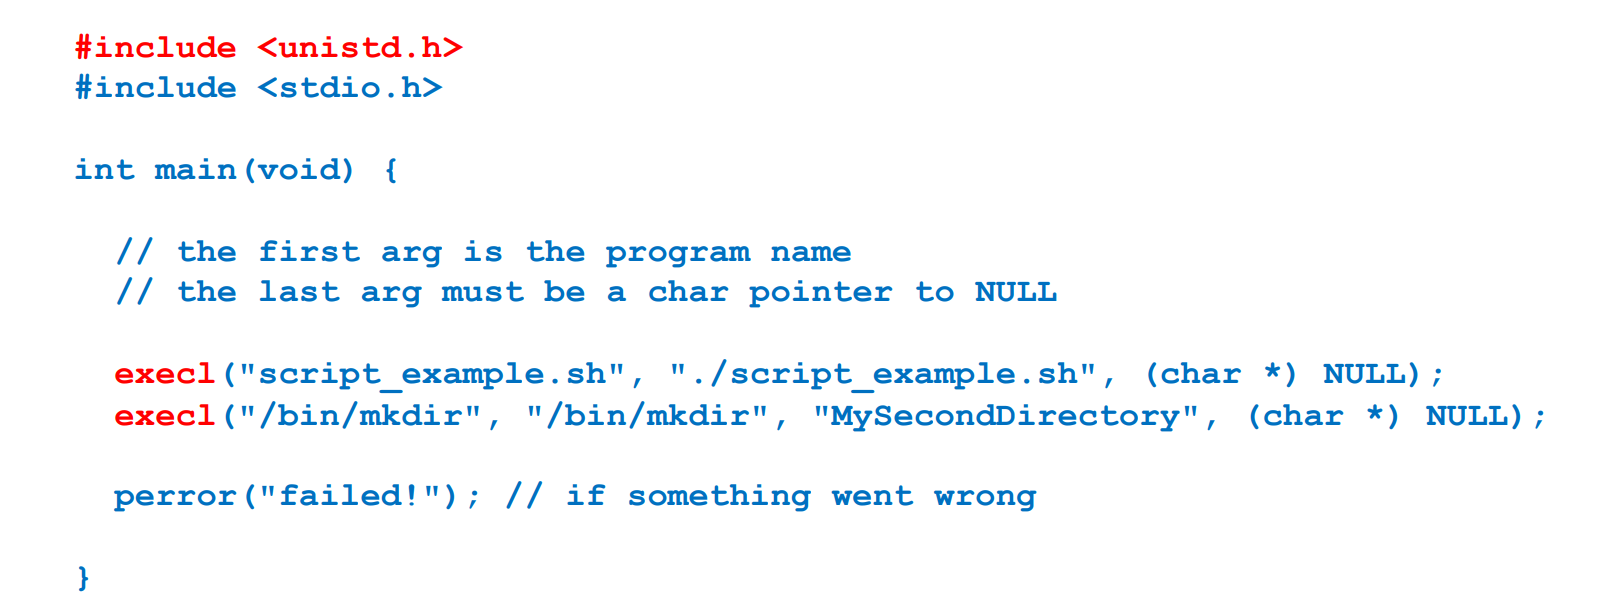 #include <unistd.h>
#include <stdio.h>
int main(void) {
// the first arg is the program name
// the last arg must be a char pointer to NULL
execl("script_example.sh", "./script_example.sh", (char *) NULL);
execl("/bin/mkdir", "/bin/mkdir", "MySecondDirectory", (char *) NULL);
perror("failed!"); // if something went wrong
}